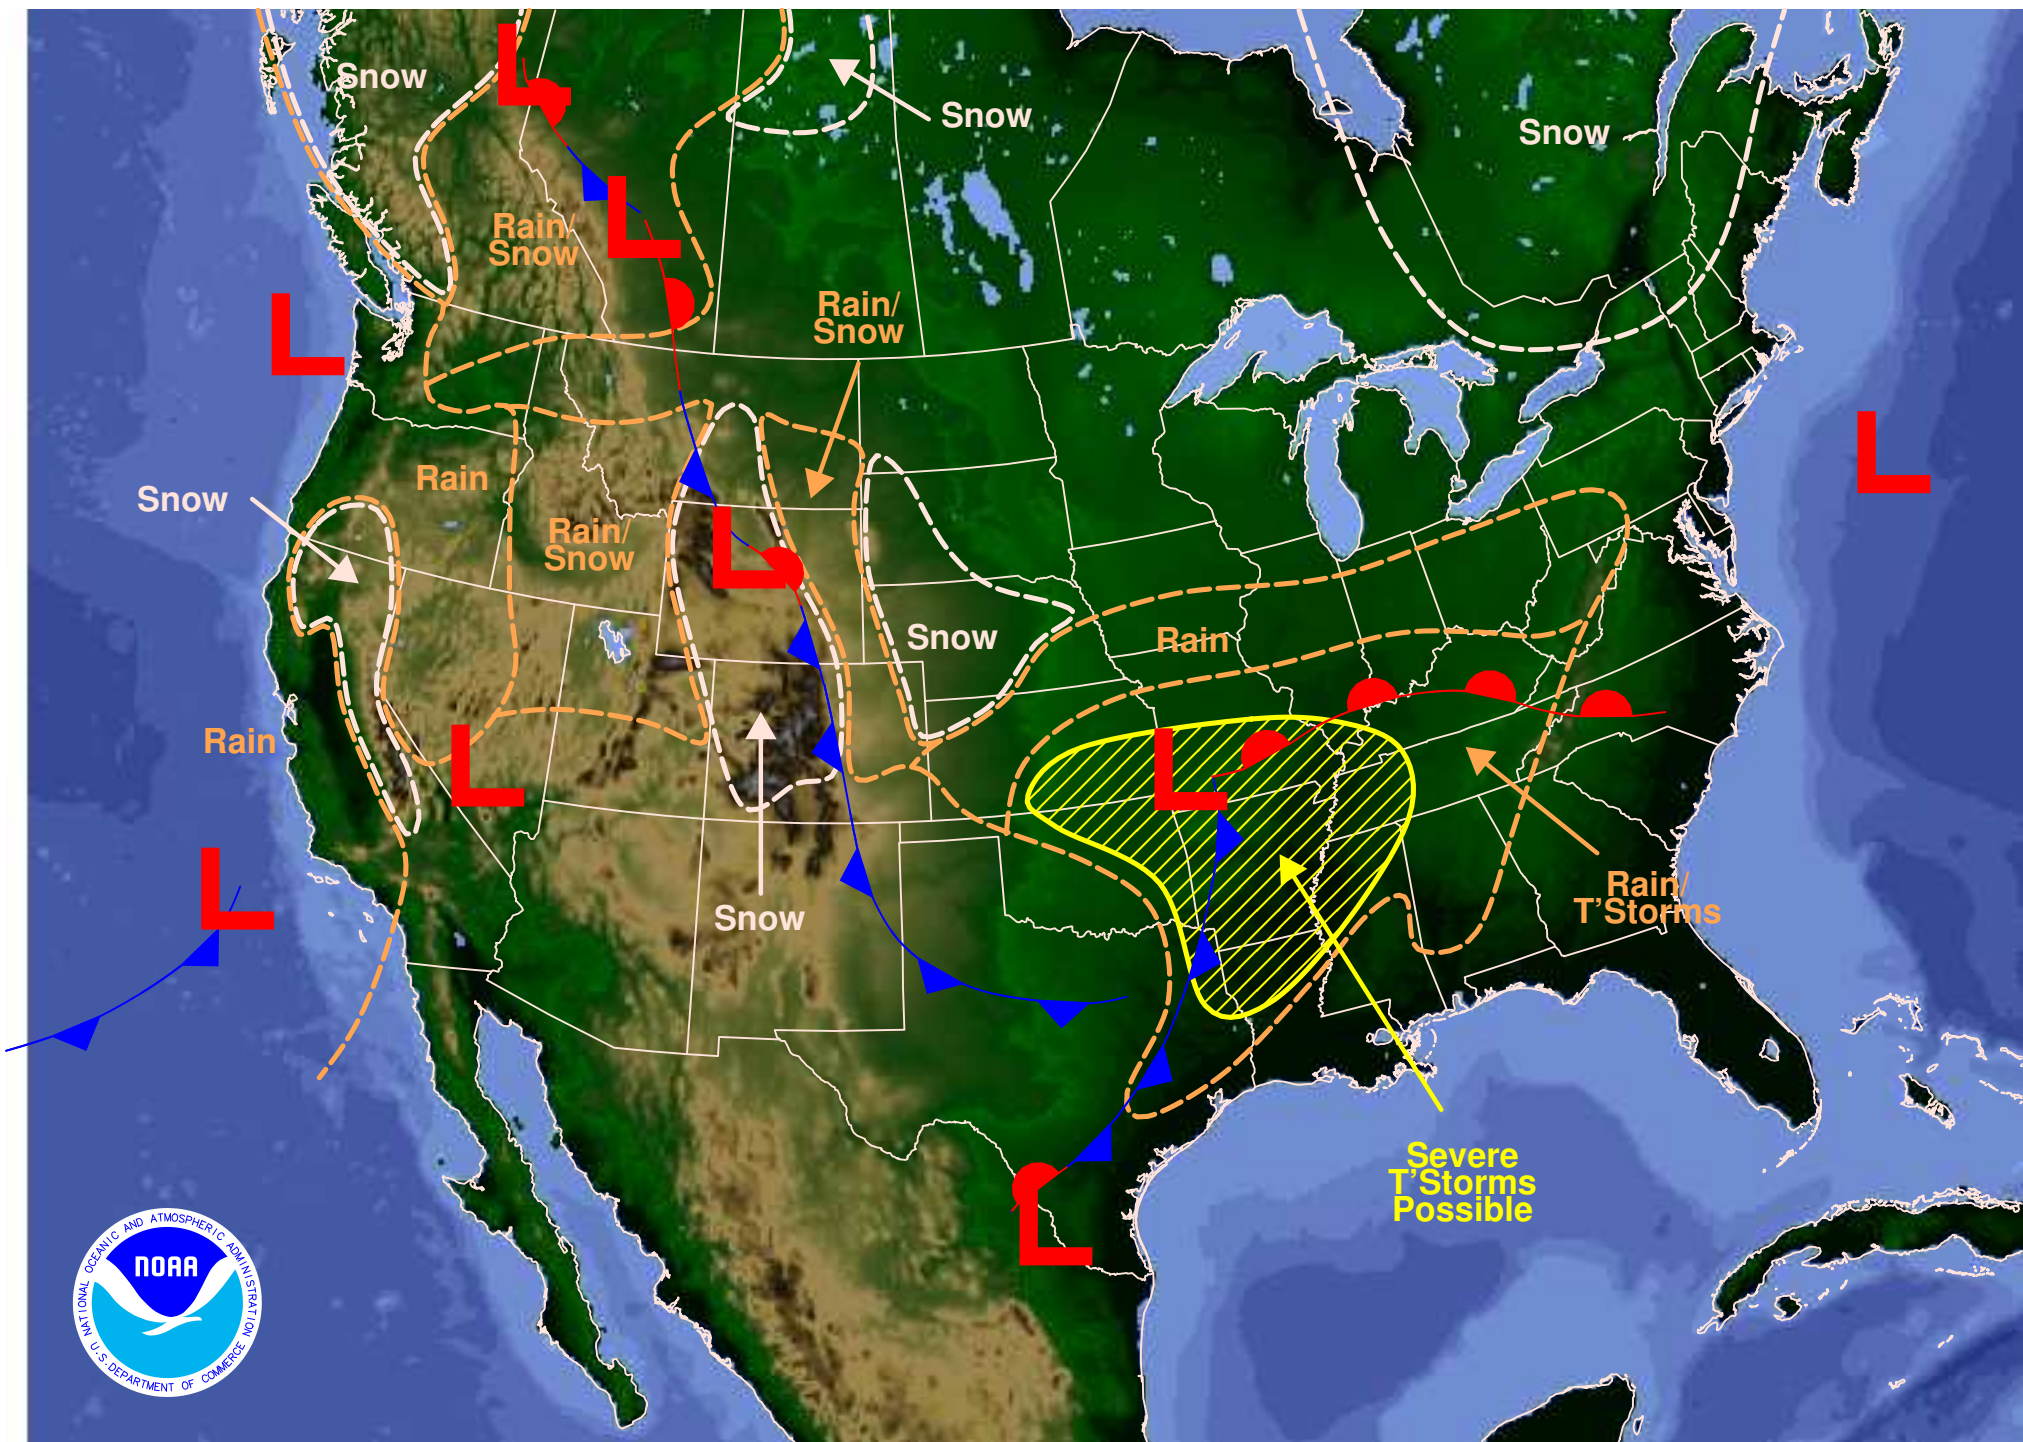 L
Snow
Snow
Snow
L
Rain/
Snow
L
Rain/
Snow
L
Rain
Snow
Rain/
Snow
L
Snow
Rain
Rain
L
L
L
Rain/
T'Storms
Snow
Severe
T'Storms
Possible
L
NATIONAL OCEANIC AND ATMOSPHERIC ADMINISTRATION
NOAA
U.S. DEPARTMENT OF COMMERCE